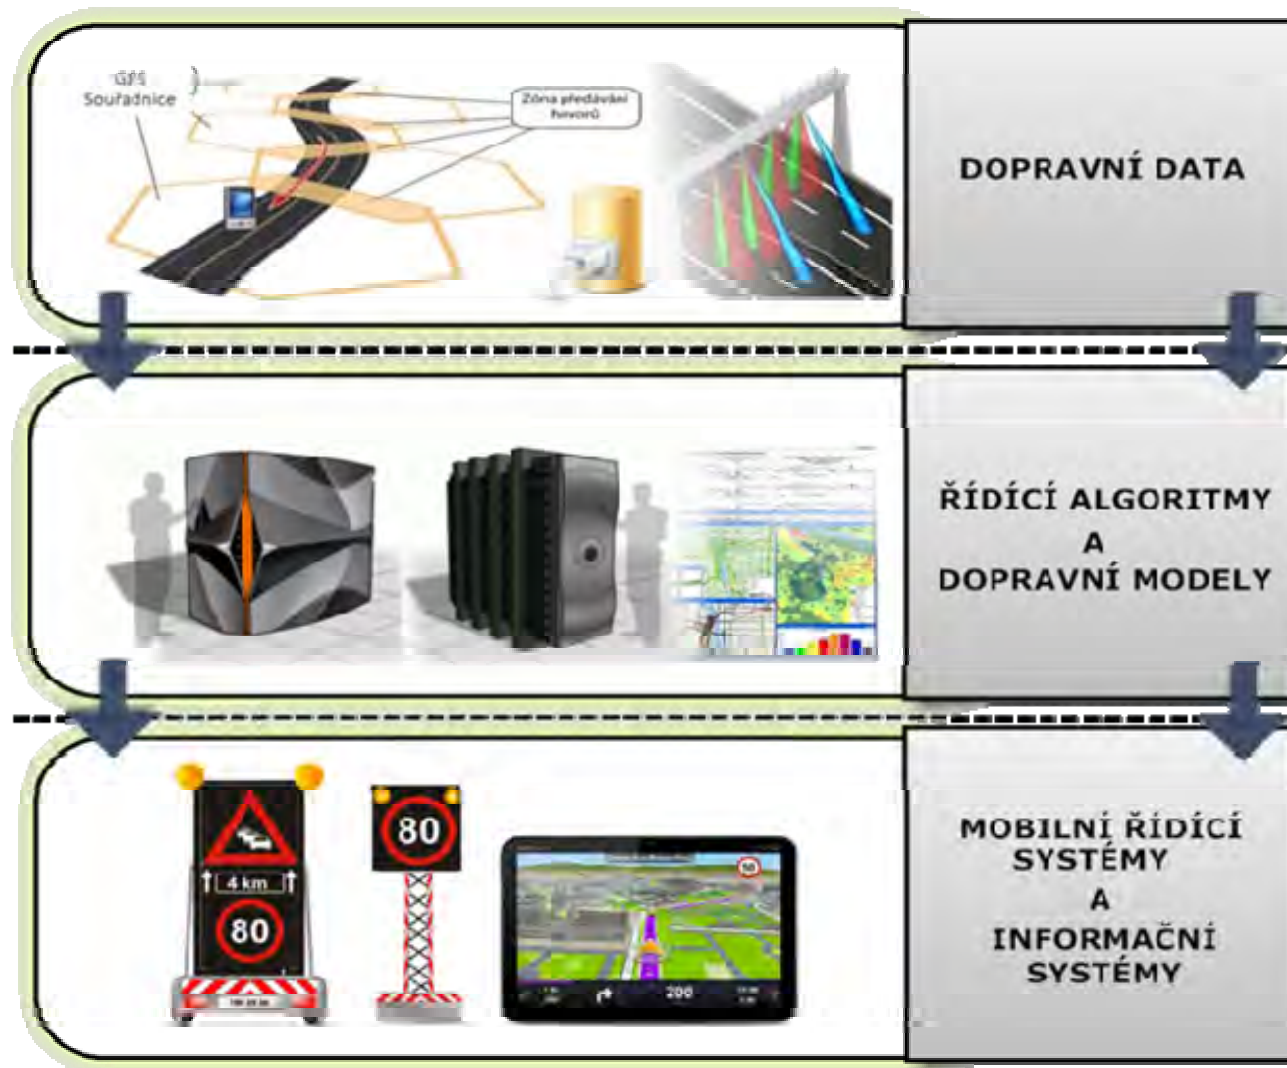 GPS
Souřadnice
Zóna předávání
hovorů
DOPRAVNÍ DATA
ŘÍDÍCÍ ALGORITMY
A
DOPRAVNÍ MODELY
4 km
80
80
50
200
MOBILNÍ ŘÍDÍCÍ
SYSTÉMY
A
INFORMAČNÍ
SYSTÉMY